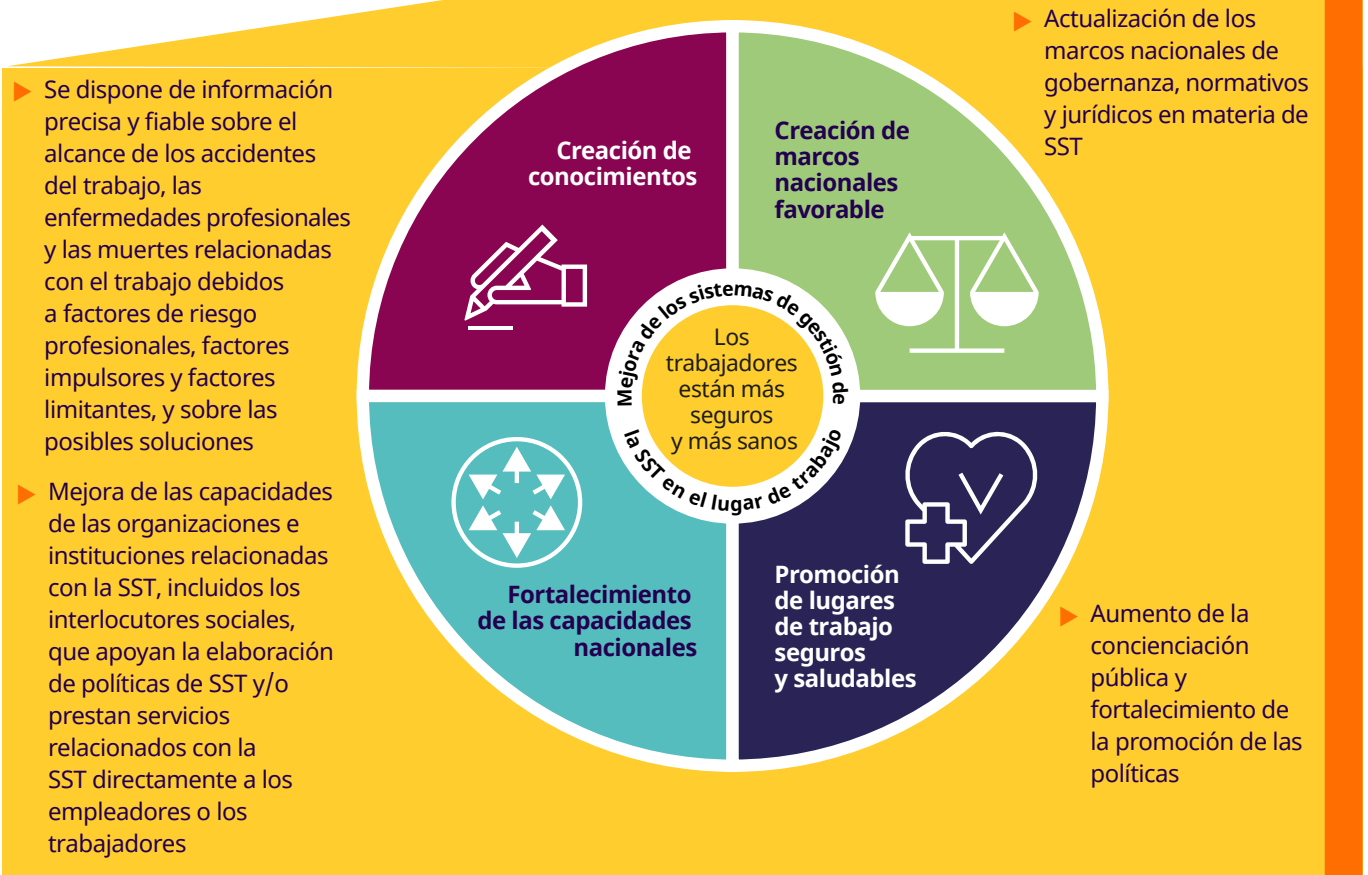 Se dispone de información
precisa y fiable sobre el
alcance de los accidentes
del trabajo, las
enfermedades profesionales
y las muertes relacionadas
con el trabajo debidos
a factores de riesgo
profesionales, factores
impulsores y factores
limitantes, y sobre las
posibles soluciones
Mejora de las capacidades
de las organizaciones e
instituciones relacionadas
con la SST, incluidos los
interlocutores sociales,
que apoyan la elaboración
de políticas de SST y/o
prestan servicios
relacionados con la
SST directamente a los
empleadores o los
trabajadores
Creación de
conocimientos
Creación de
marcos
nacionales
favorable
Mejora de los sistemas de gestión de
la SST en el lugar de trabajo
Los
trabajadores
están más
seguros
y más sanos
Fortalecimiento
de las capacidades
nacionales
Promoción
de lugares
de trabajo
seguros
y saludables
Actualización de los
marcos nacionales de
gobernanza, normativos
y jurídicos en materia de
SST
Aumento de la
concienciación
pública y
fortalecimiento de
la promoción de las
políticas